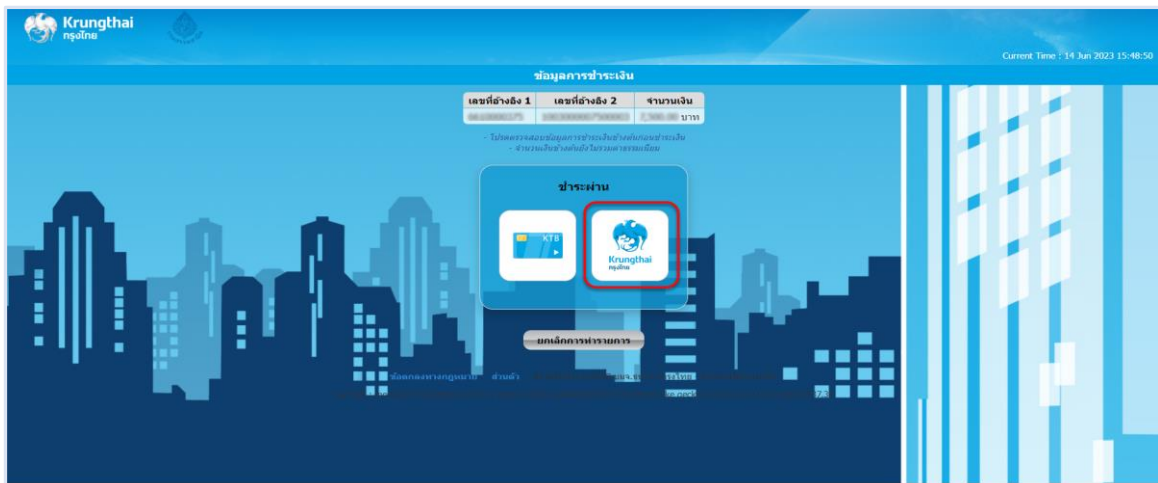 Krungthai
กรุงไทย
Current Time : 14 Jun 2023 15:48:50
ข้อมูลการชำระเงิน
เลขที่อ้างอิง 1 เลขที่อ้างอิง 2 จำนวนเงิน
บาท
- โปรดตรวจสอบข้อมูลการชำระเงินข้างต้นก่อนชำระเงิน
- จำนวนเงินข้างต้นยังไม่รวมค่าธรรมเนียม
ชำระผ่าน
KTB
Krungthai
กรุงไทย
ยกเลิกการทำรายการ
ข้อตกลงทางกฎหมาย ส่วนตัว